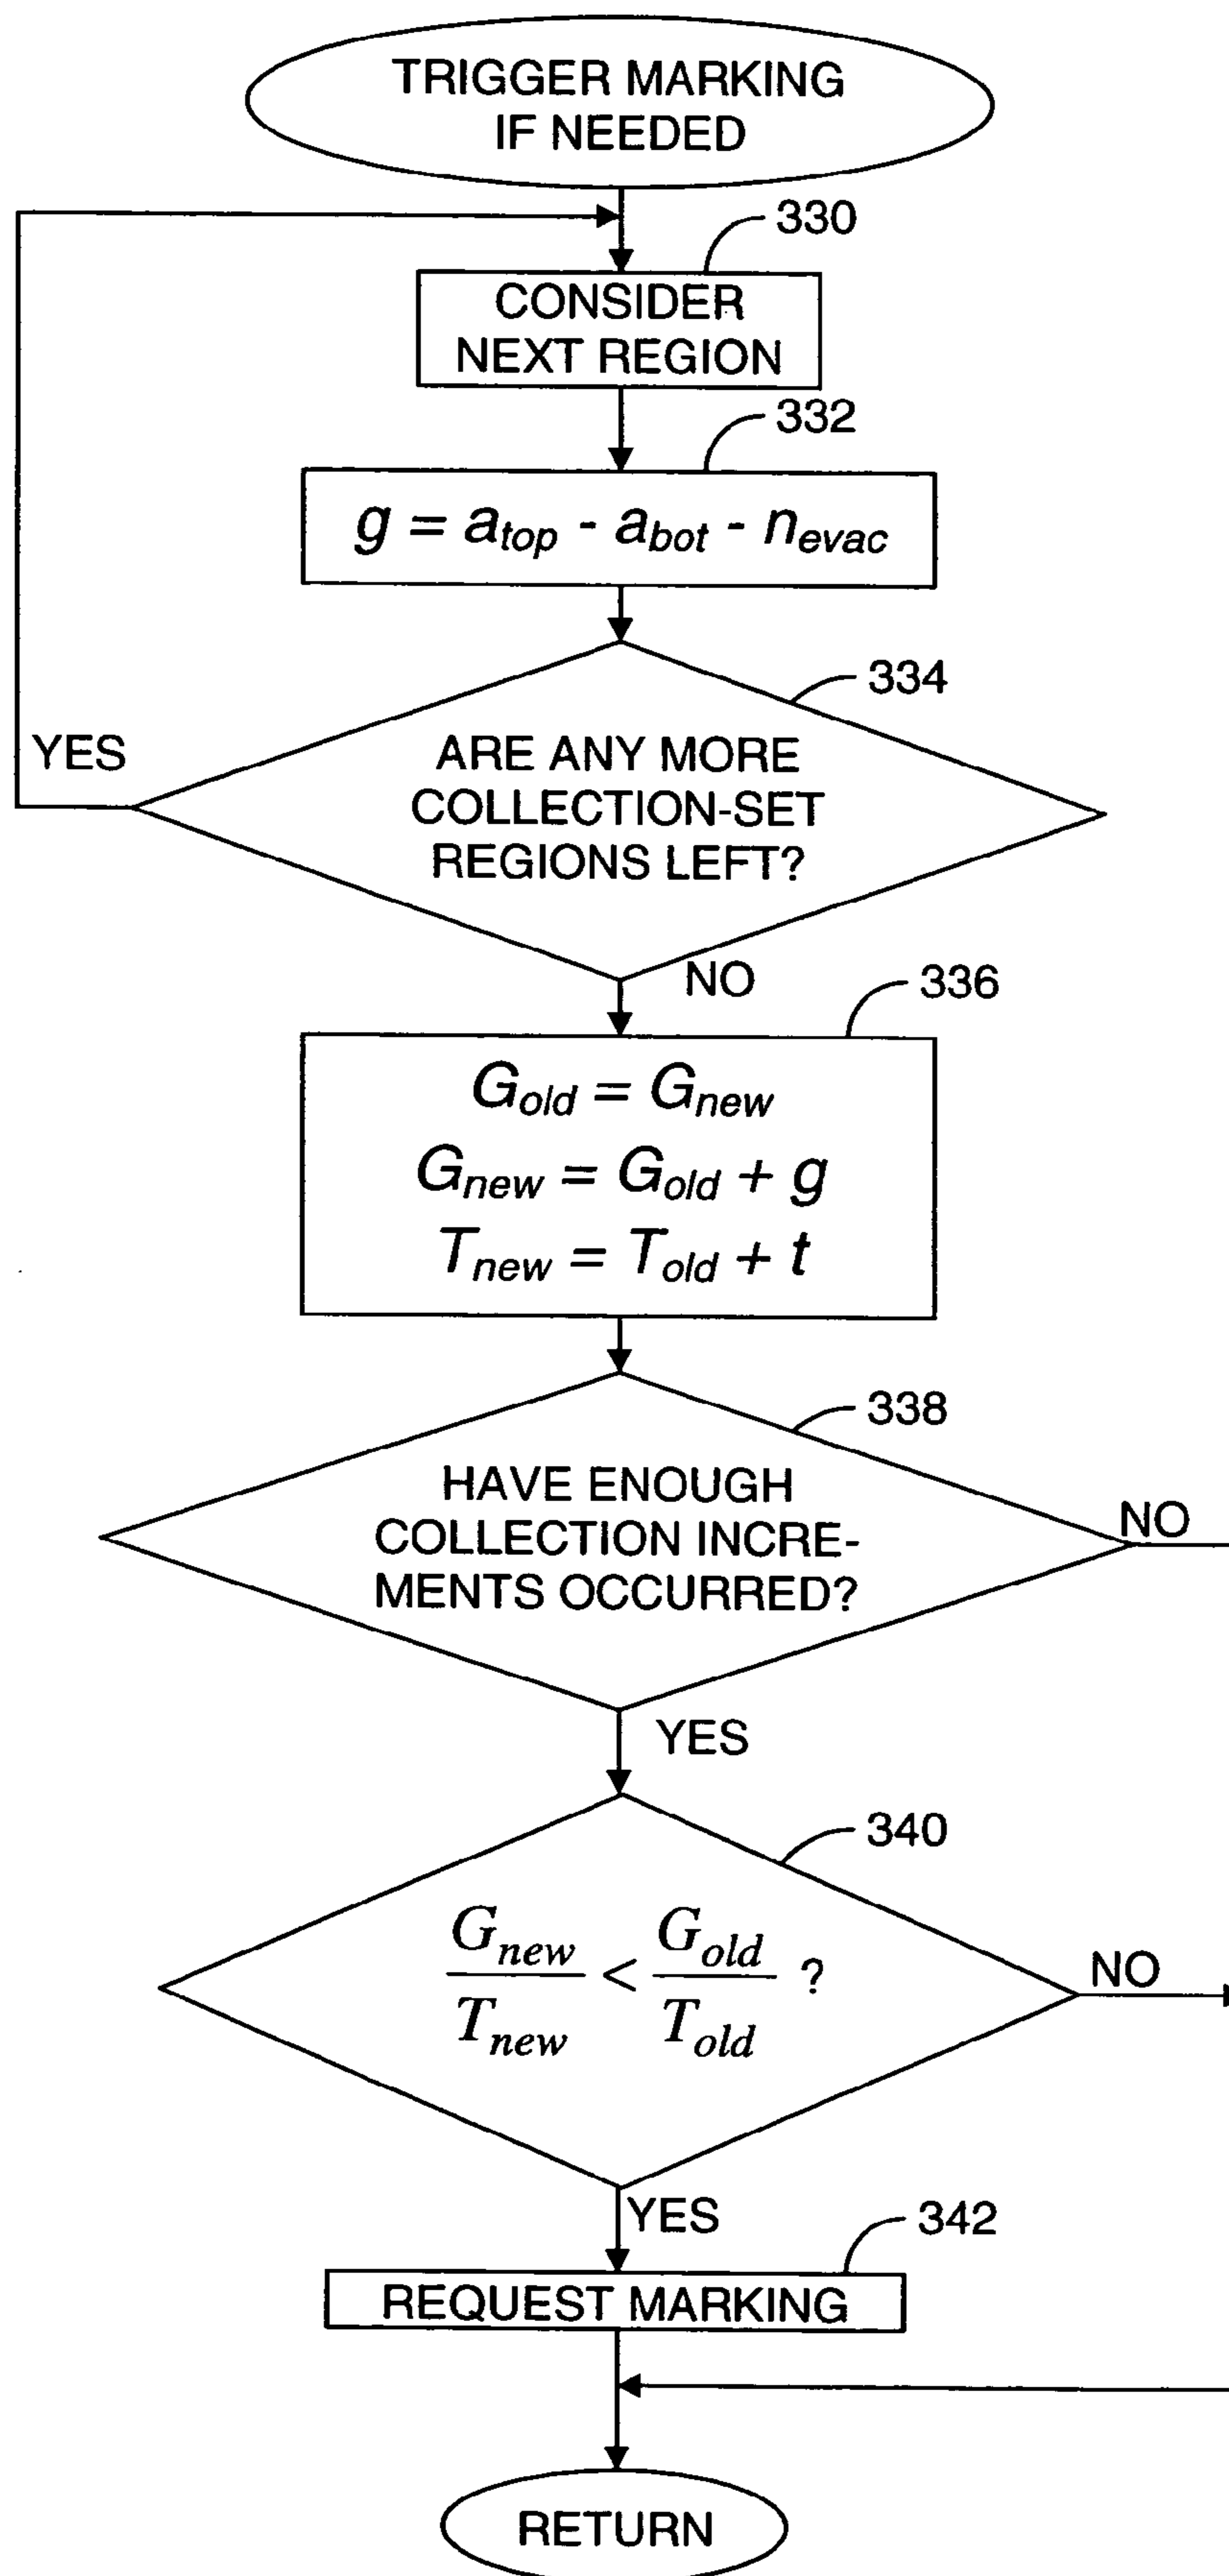 TRIGGER MARKING
IF NEEDED
330
CONSIDER
NEXT REGION
332
g = a_top - a_bot - n_evac
334
YES
ARE ANY MORE
COLLECTION-SET
REGIONS LEFT?
NO
336
G_old = G_new
G_new = G_old + g
T_new = T_old + t
338
HAVE ENOUGH
COLLECTION INCRE-
MENTS OCCURRED?
NO
YES
340
G_new / T_new < G_old / T_old ?
NO
YES
342
REQUEST MARKING
RETURN